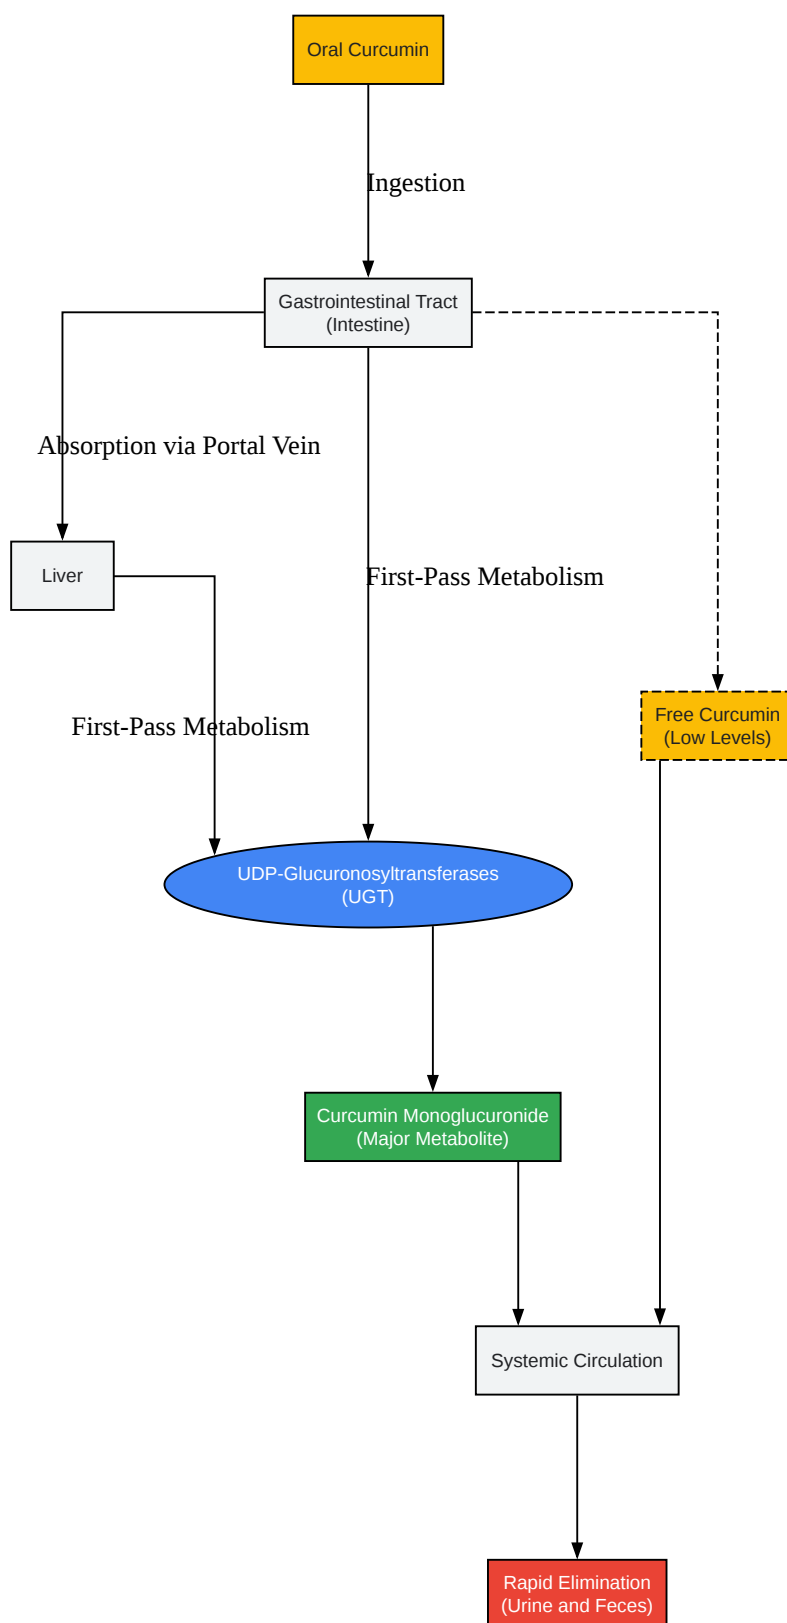 Oral Curcumin
Ingestion
Gastrointestinal Tract
(Intestine)
Absorption via Portal Vein
Liver
First-Pass Metabolism
Free Curcumin
(Low Levels)
First-Pass Metabolism
UDP-Glucuronosyltransferases
(UGT)
Curcumin Monoglucuronide
(Major Metabolite)
Systemic Circulation
Rapid Elimination
(Urine and Feces)